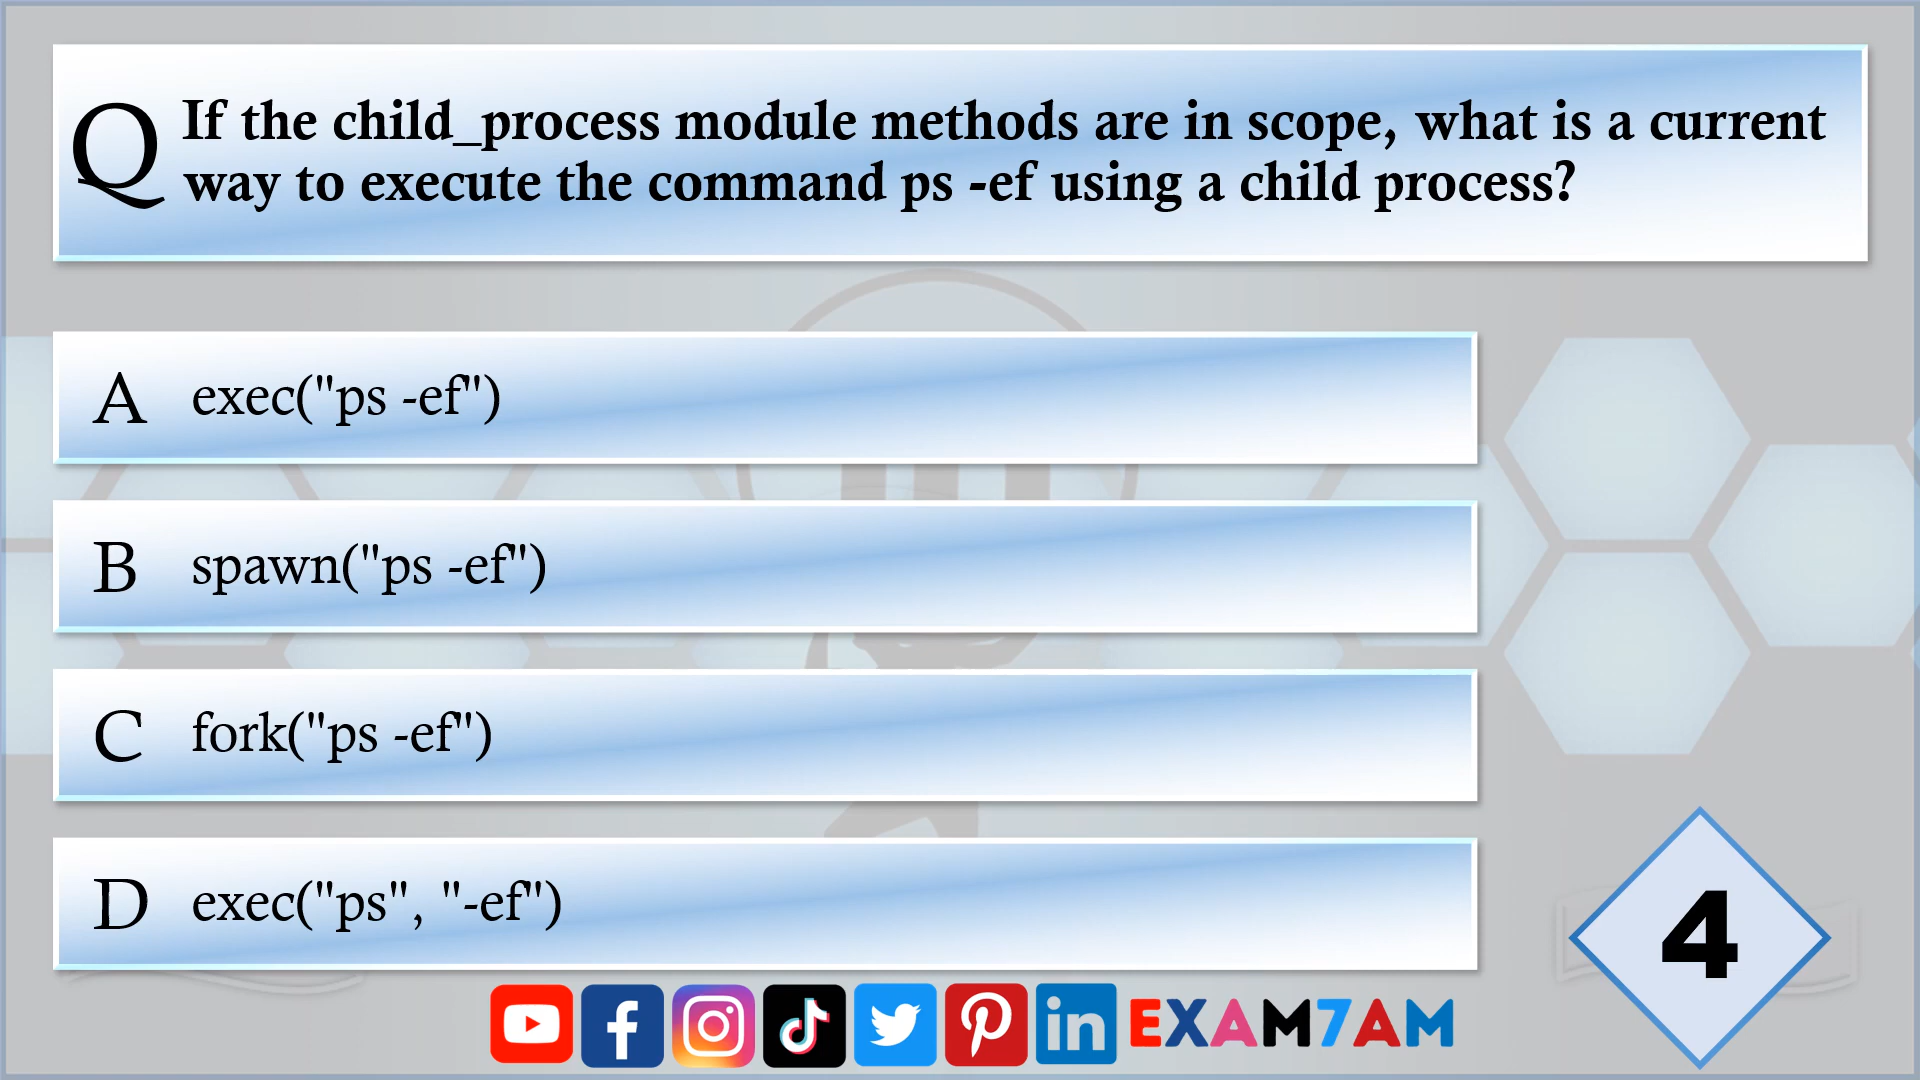 Q If the child_process module methods are in scope, what is a current
way to execute the command ps -ef using a child process?
A exec("ps -ef")
B spawn("ps -ef")
C fork("ps -ef")
D exec("ps", "-ef")
4
EXAM7AM